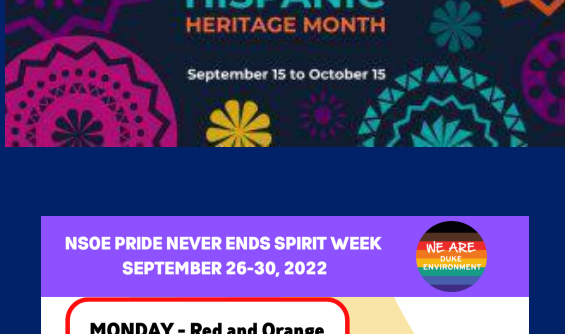 HISPANIC
HERITAGE MONTH
September 15 to October 15
NSOE PRIDE NEVER ENDS SPIRIT WEEK
SEPTEMBER 26-30, 2022
WE ARE
DUKE
ENVIRONMENT
MONDAY - Red and Orange